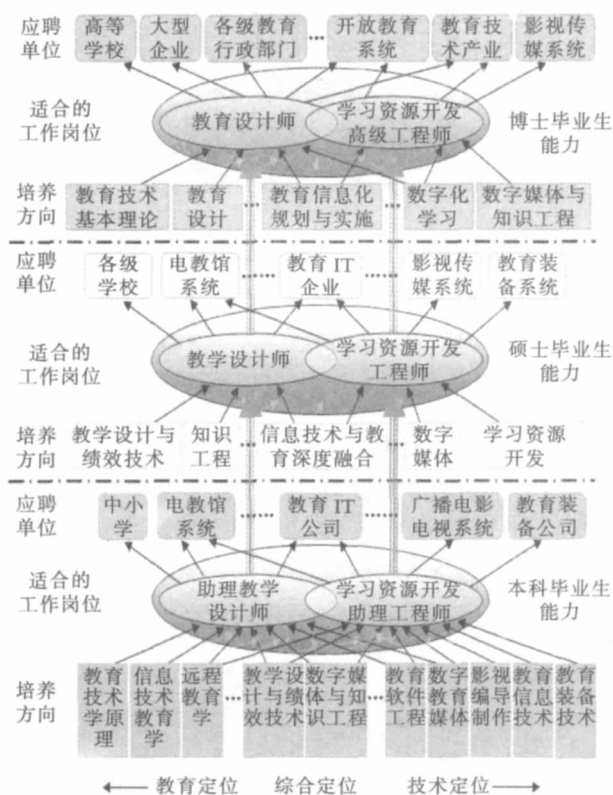 应聘 高等 大型 各级教育 开放教育 教育技 影视传
单位 学校 企业 行政部门 … 系统 术产业 媒系统
适合的 教育设计师 学习资源开发 博士毕业生
工作岗位 高级工程师 能力
培养 教育技术 教育 教育信息化 数字化 数字媒体与
方向 基本理论 设计 … 规划与实施 … 学习 知识工程
应聘 各级 电教馆 教育 IT 影视传 教育装
单位 学校 系统 …… 企业 …… 媒系统 备系统
适合的 教学设计师 学习资源开发 硕士毕业生
工作岗位 工程师 能力
培养 教学设计与 知识 信息技术与教 数字 学习资源
方向 绩效技术 工程 … 育深度融合 … 媒体 开发
应聘 中小 电教馆 教育 IT 广播电影 教育装
单位 学 系统 …… 公司 …… 电视系统 备公司
适合的 助理教学 学习资源开发 本科毕业生
工作岗位 设计师 助理工程师 能力
教育 信息 远程 教学设 数字媒 教育 数字 影视 教育 教育
培养 技术 技术 教育 … 计与绩 体与知 … 软件 教育 编导 信息 装备
方向 学原 教育 学 效技术 识工程 工程 媒体 制作 技术 技术
理 学
教育定位 综合定位 技术定位